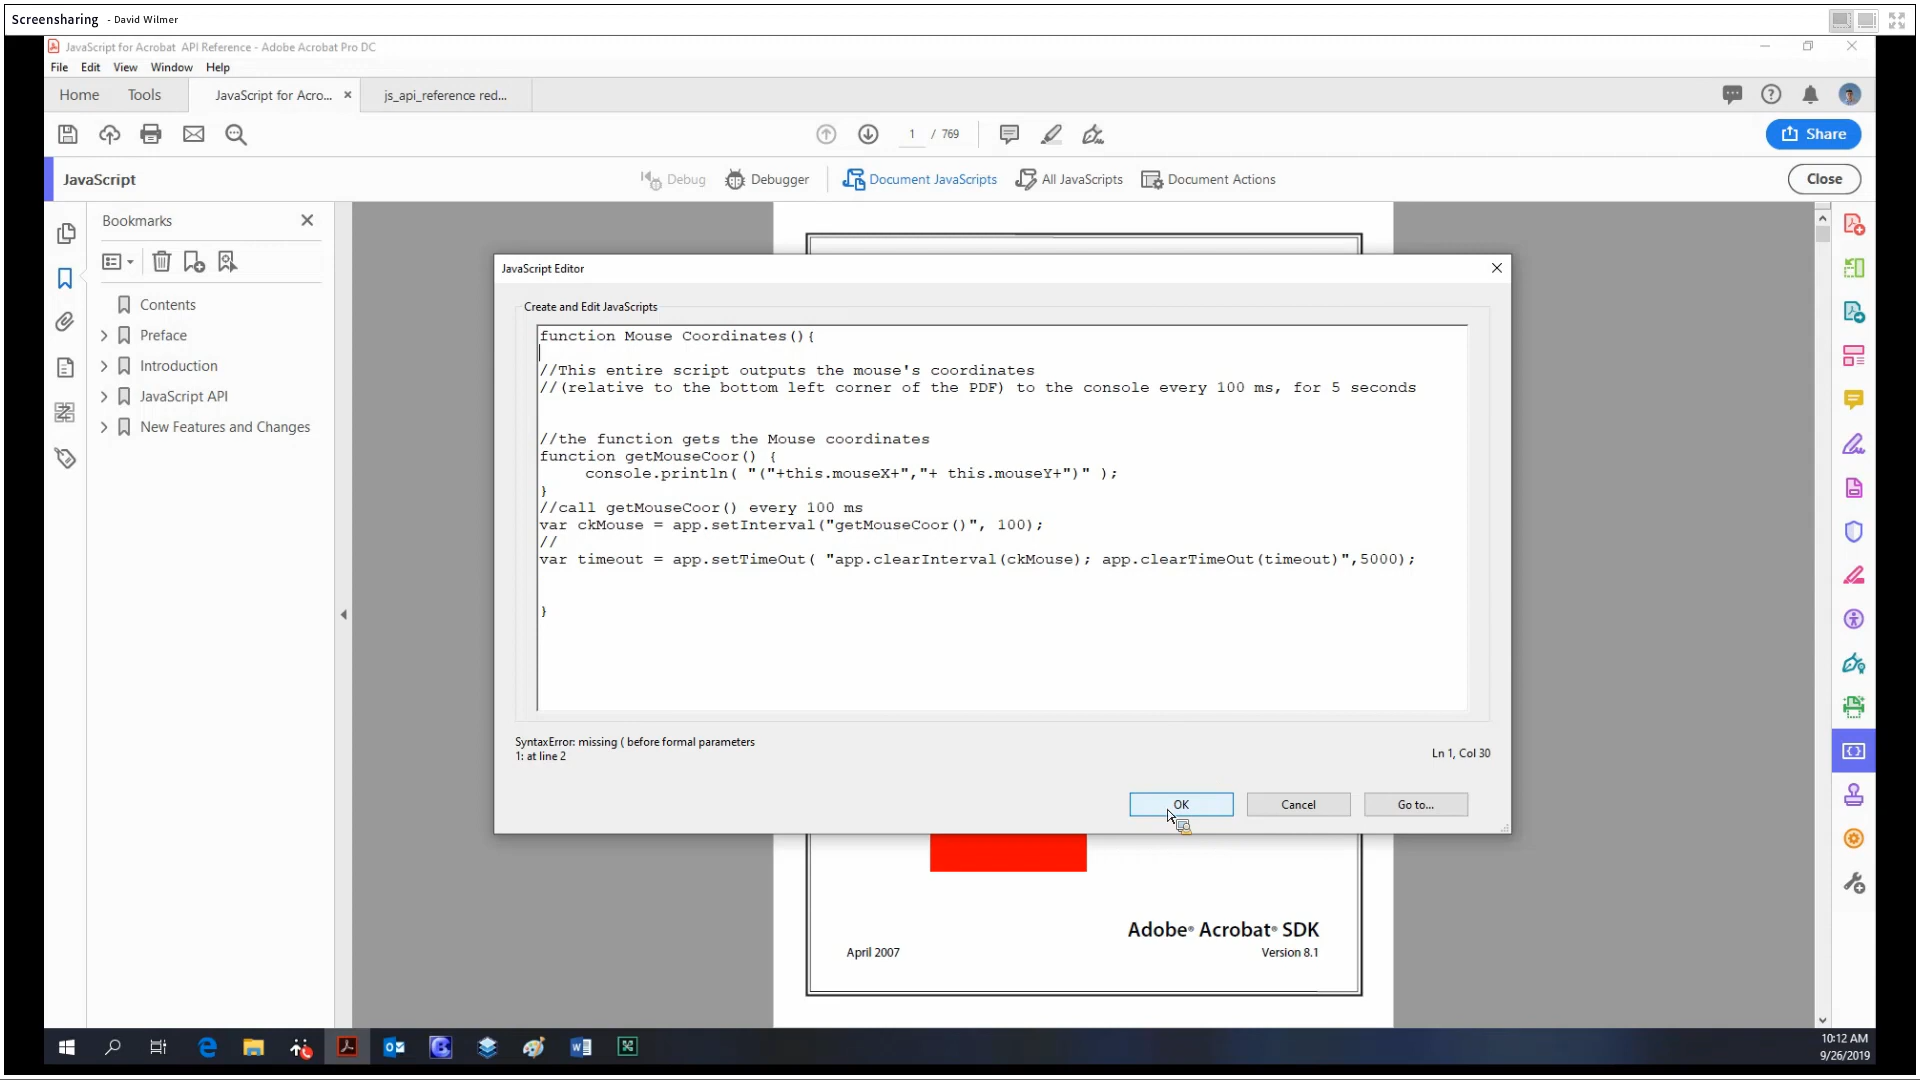 Screensharing - David Wilmer
JavaScript for Acrobat API Reference - Adobe Acrobat Pro DC
File Edit View Window Help
Home Tools JavaScript for Acro... × js_api_reference red...
1 / 769
Share
JavaScript Debug Debugger Document JavaScripts All JavaScripts Document Actions Close
Bookmarks
Contents
Preface
Introduction
JavaScript API
New Features and Changes
JavaScript Editor
Create and Edit JavaScripts
function Mouse Coordinates(){
//This entire script outputs the mouse's coordinates
//(relative to the bottom left corner of the PDF) to the console every 100 ms, for 5 seconds
//the function gets the Mouse coordinates
function getMouseCoor() {
console.println( "("+this.mouseX+","+ this.mouseY+")" );
}
//call getMouseCoor() every 100 ms
var ckMouse = app.setInterval("getMouseCoor()", 100);
//
var timeout = app.setTimeOut( "app.clearInterval(ckMouse); app.clearTimeOut(timeout)",5000);
}
SyntaxError: missing ( before formal parameters
1: at line 2
Ln 1, Col 30
OK Cancel Go to...
Adobe® Acrobat® SDK
April 2007 Version 8.1
10:12 AM
9/26/2019